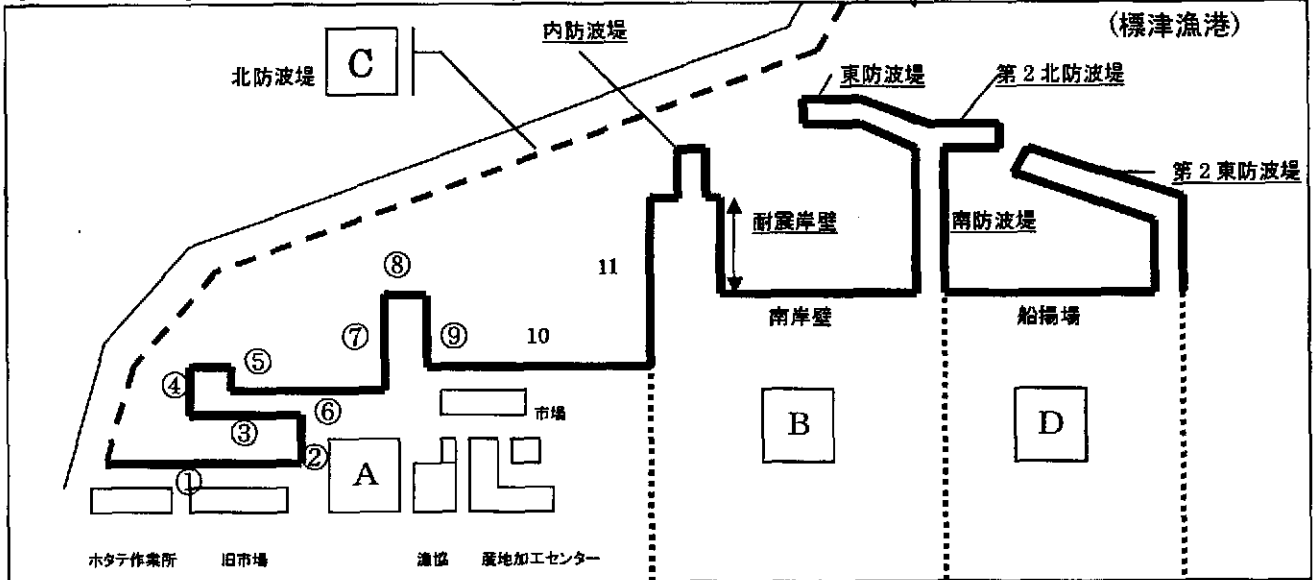 (標津漁港)
内防波堤
北防波堤
C
東防波堤
第2北防波堤
第2東防波堤
耐震岸壁
南防波堤
⑧
11
南岸壁
船揚場
⑦
⑨
10
⑤
④
⑥
市場
③
B
D
②
A
①
ホタテ作業所
旧市場
漁協
産地加工センター